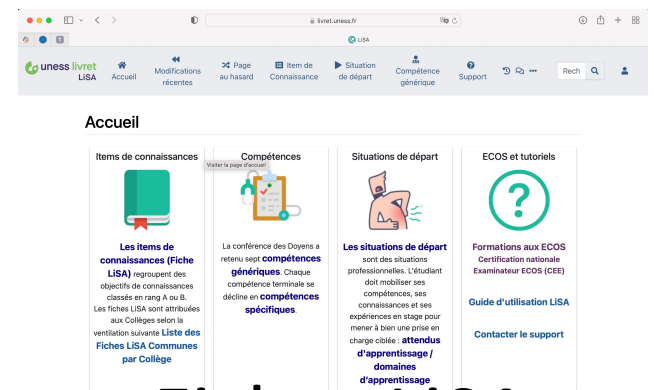 livret.uness.fr
LiSA
uness livret
LiSA
Accueil
Modifications
récentes
Page
au hasard
Item de
Connaissance
Situation
de départ
Compétence
générique
Support
Rech
Accueil
Items de connaissances
Visiter la page d'accueil
Les items de
connaissances (Fiche
LiSA) regroupent des
objectifs de connaissances
classés en rang A ou B.
Les fiches LiSA sont attribuées
aux Collèges selon la
ventilation suivante Liste des
Fiches LiSA Communes
par Collège
Compétences
La conférence des Doyens a
retenu sept compétences
génériques. Chaque
compétence terminale se
décline en compétences
spécifiques.
Situations de départ
Les situations de départ
sont des situations
professionnelles. L'étudiant
doit mobiliser ses
compétences, ses
connaissances et ses
expériences en stage pour
mener à bien une prise en
charge ciblée : attendus
d'apprentissage /
domaines
d'apprentissage
ECOS et tutoriels
Formations aux ECOS
Certification nationale
Examinateur ECOS (CEE)
Guide d'utilisation LiSA
Contacter le support